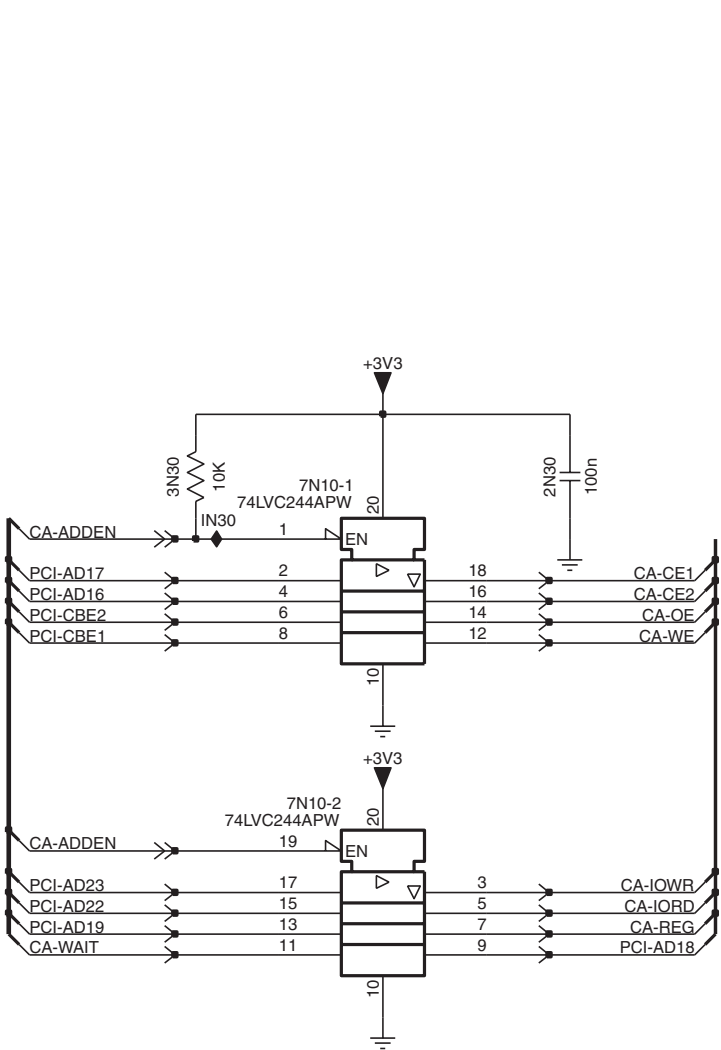 +3V3
3N30
10K
2N30
100n
7N10-1
74LVC244APW
20
IN30
CA-ADDEN
1
EN
PCI-AD17
2
18
CA-CE1
PCI-AD16
4
16
CA-CE2
PCI-CBE2
6
14
CA-OE
PCI-CBE1
8
12
CA-WE
10
+3V3
7N10-2
74LVC244APW
20
CA-ADDEN
19
EN
PCI-AD23
17
3
CA-IOWR
PCI-AD22
15
5
CA-IORD
PCI-AD19
13
7
CA-REG
CA-WAIT
11
9
PCI-AD18
10